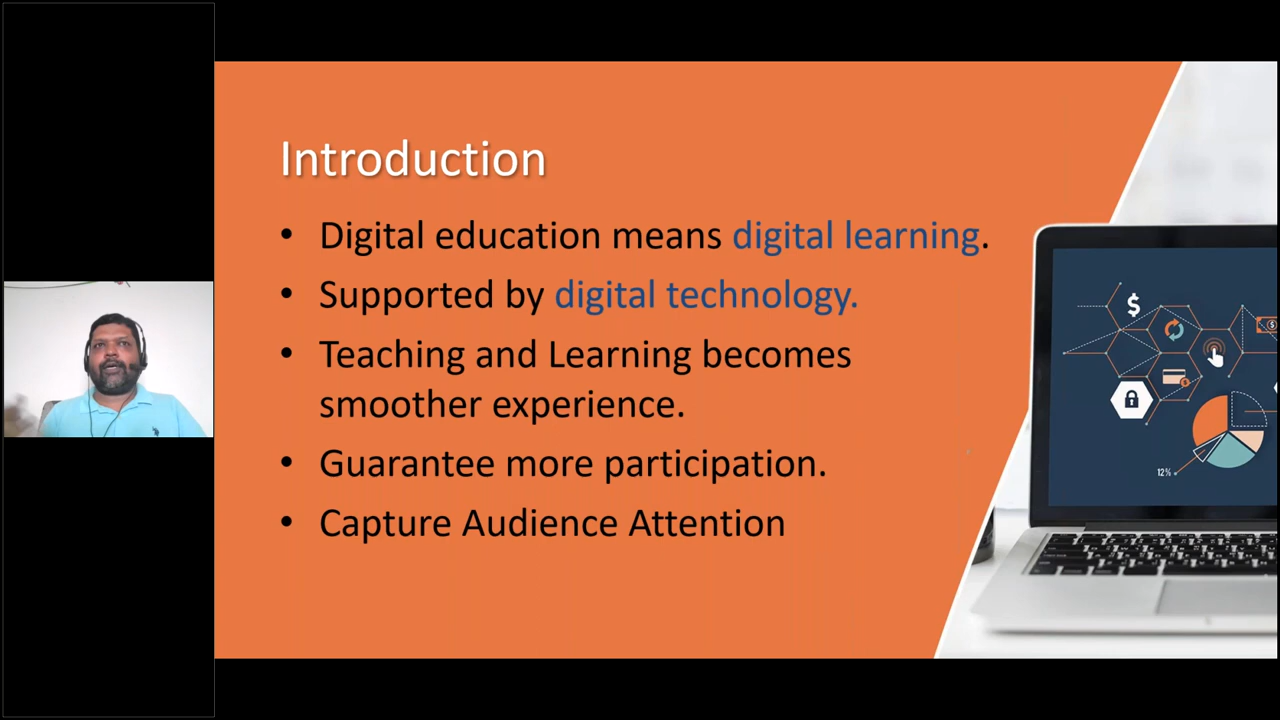 Introduction
• Digital education means digital learning.
• Supported by digital technology.
• Teaching and Learning becomes
smoother experience.
• Guarantee more participation.
• Capture Audience Attention
$
$
12%